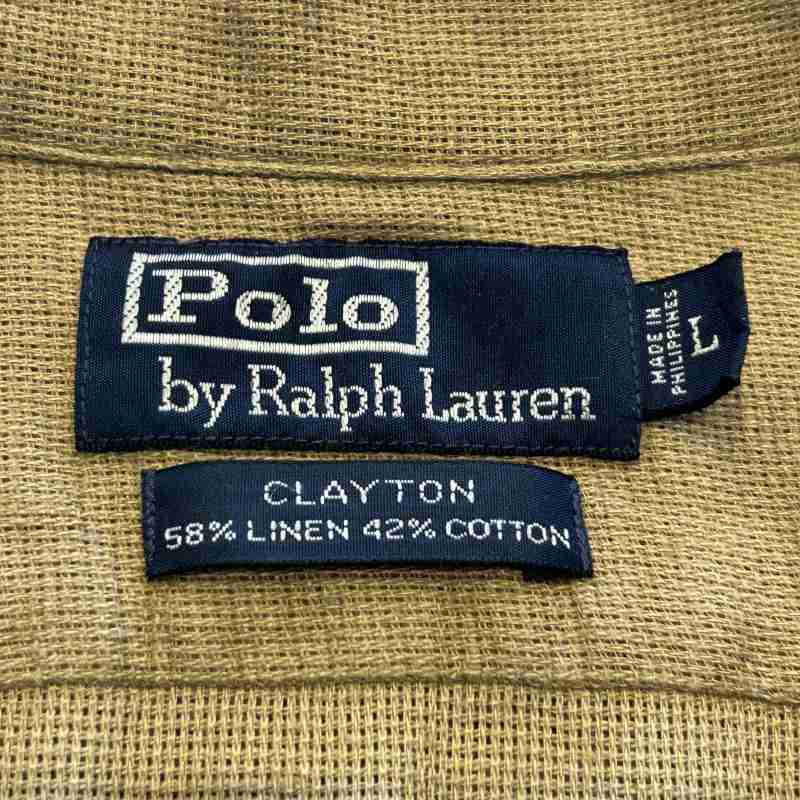 Polo
by Ralph Lauren
MADE IN
PHILIPPINES
L
CLAYTON
58% LINEN 42% COTTON